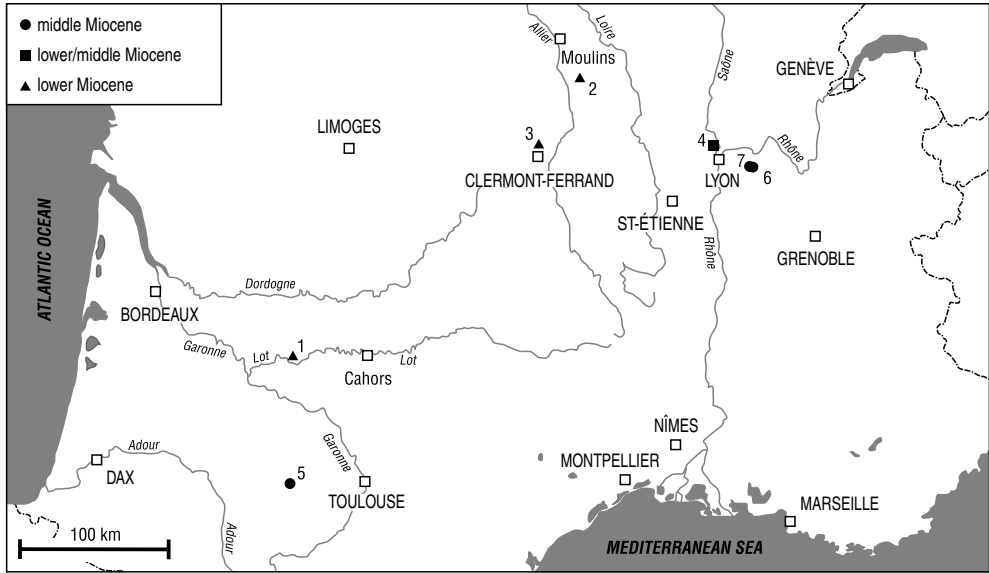 middle Miocene
lower/middle Miocene
lower Miocene
Allier
Loire
Moulins
2
Saône
GENÈVE
LIMOGES
3
CLERMONT-FERRAND
4
LYON
7
6
Rhône
ST-ÉTIENNE
Rhône
GRENOBLE
ATLANTIC OCEAN
Dordogne
BORDEAUX
Garonne
Lot
1
Lot
Cahors
Adour
DAX
Adour
5
Garonne
TOULOUSE
NÎMES
MONTPELLIER
MARSEILLE
100 km
MEDITERRANEAN SEA